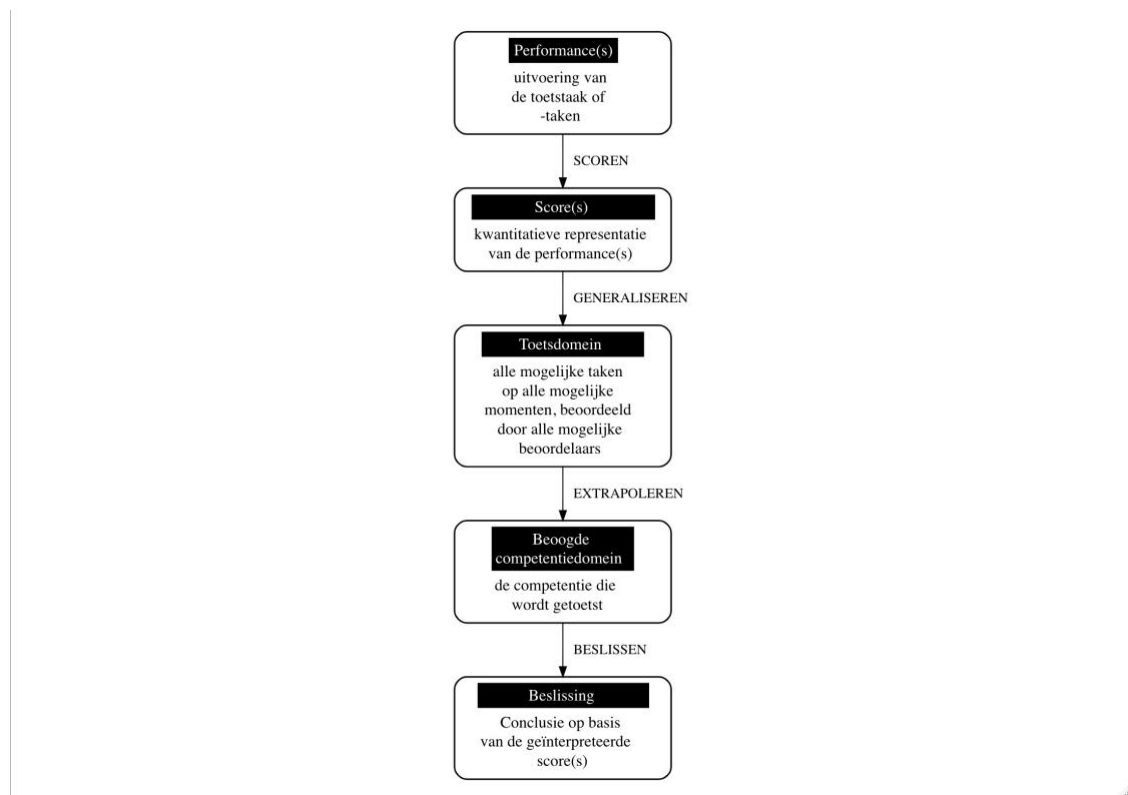 Performance(s)
uitvoering van
de toetstaak of
-taken
SCOREN
Score(s)
kwantitatieve representatie
van de performance(s)
GENERALISEREN
Toetsdomein
alle mogelijke taken
op alle mogelijke
momenten, beoordeeld
door alle mogelijke
beoordelaars
EXTRAPOLEREN
Beoogde
competentiedomein
de competentie die
wordt getoetst
BESLISSEN
Beslissing
Conclusie op basis
van de geïnterpreteerde
score(s)